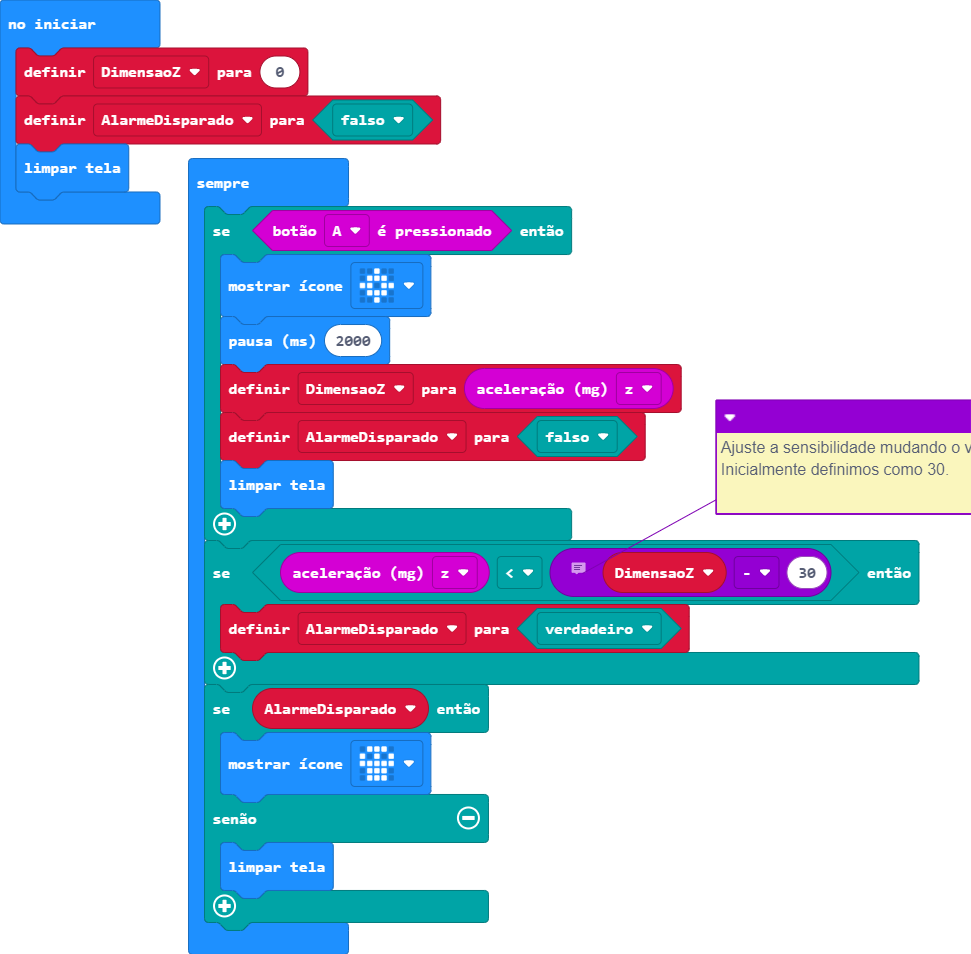 no iniciar
definir DimensaoZ para 0
definir AlarmeDisparado para falso
limpar tela
sempre
se botão A é pressionado então
mostrar ícone
pausa (ms) 2000
definir DimensaoZ para aceleração (mg) z
definir AlarmeDisparado para falso
limpar tela
Ajuste a sensibilidade mudando o v
Inicialmente definimos como 30.
se aceleração (mg) z < DimensaoZ - 30 então
definir AlarmeDisparado para verdadeiro
se AlarmeDisparado então
mostrar ícone
senão
limpar tela